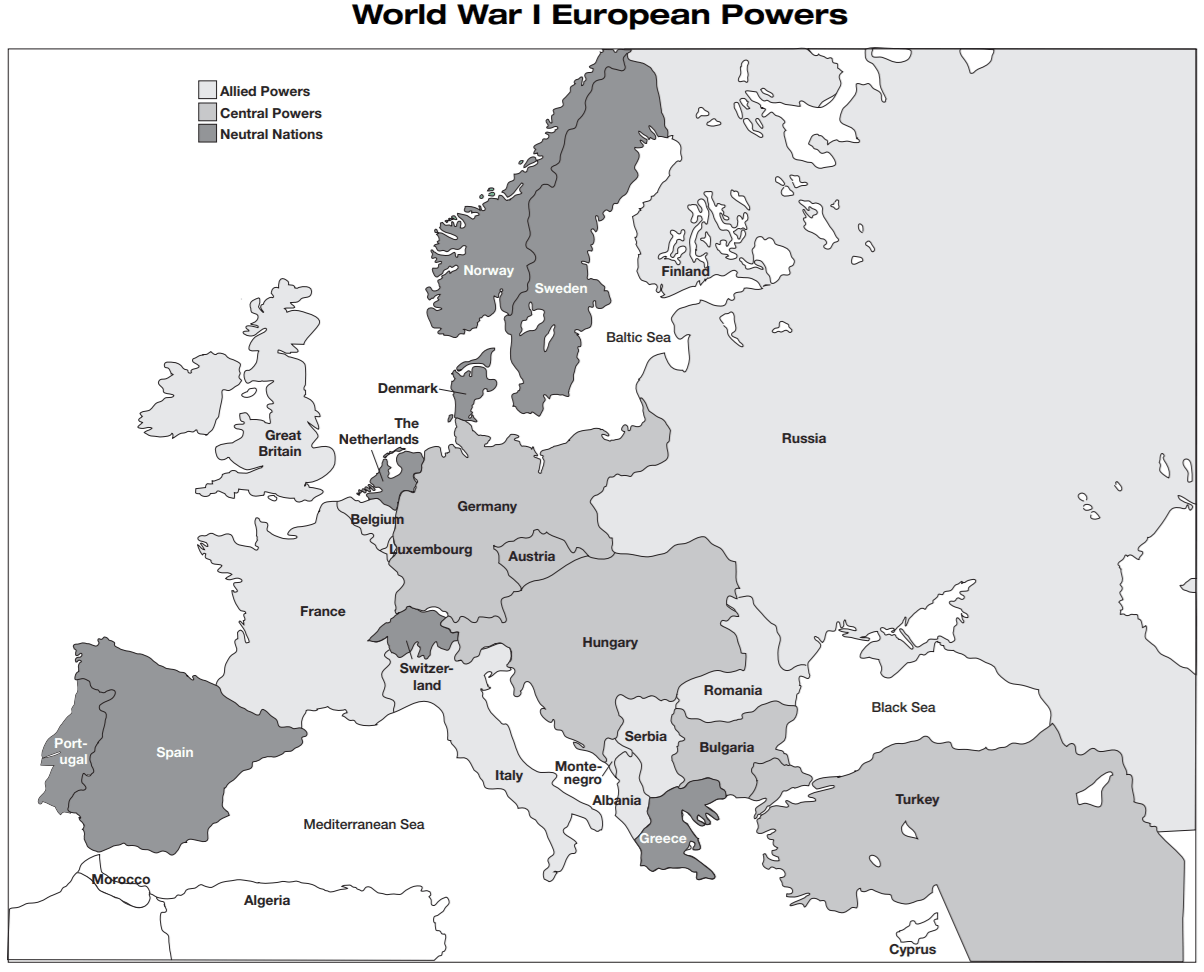 World War I European Powers
Allied Powers
Central Powers
Neutral Nations
Norway
Sweden
Finland
Baltic Sea
Denmark
The
Netherlands
Great
Britain
Russia
Belgium
Germany
Luxembourg
Austria
France
Hungary
Switzer-
land
Romania
Black Sea
Port-
ugal
Spain
Serbia
Bulgaria
Monte-
negro
Italy
Albania
Turkey
Mediterranean Sea
Greece
Morocco
Algeria
Cyprus